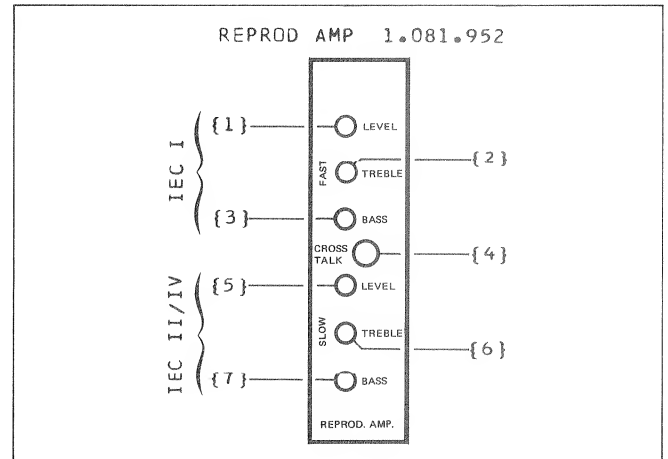 REPROD AMP 1.081.952
IEC I
{1}
LEVEL
{2}
FAST
TREBLE
{3}
BASS
CROSS TALK
{4}
IEC II/IV
{5}
LEVEL
SLOW
TREBLE
{6}
{7}
BASS
REPROD. AMP.